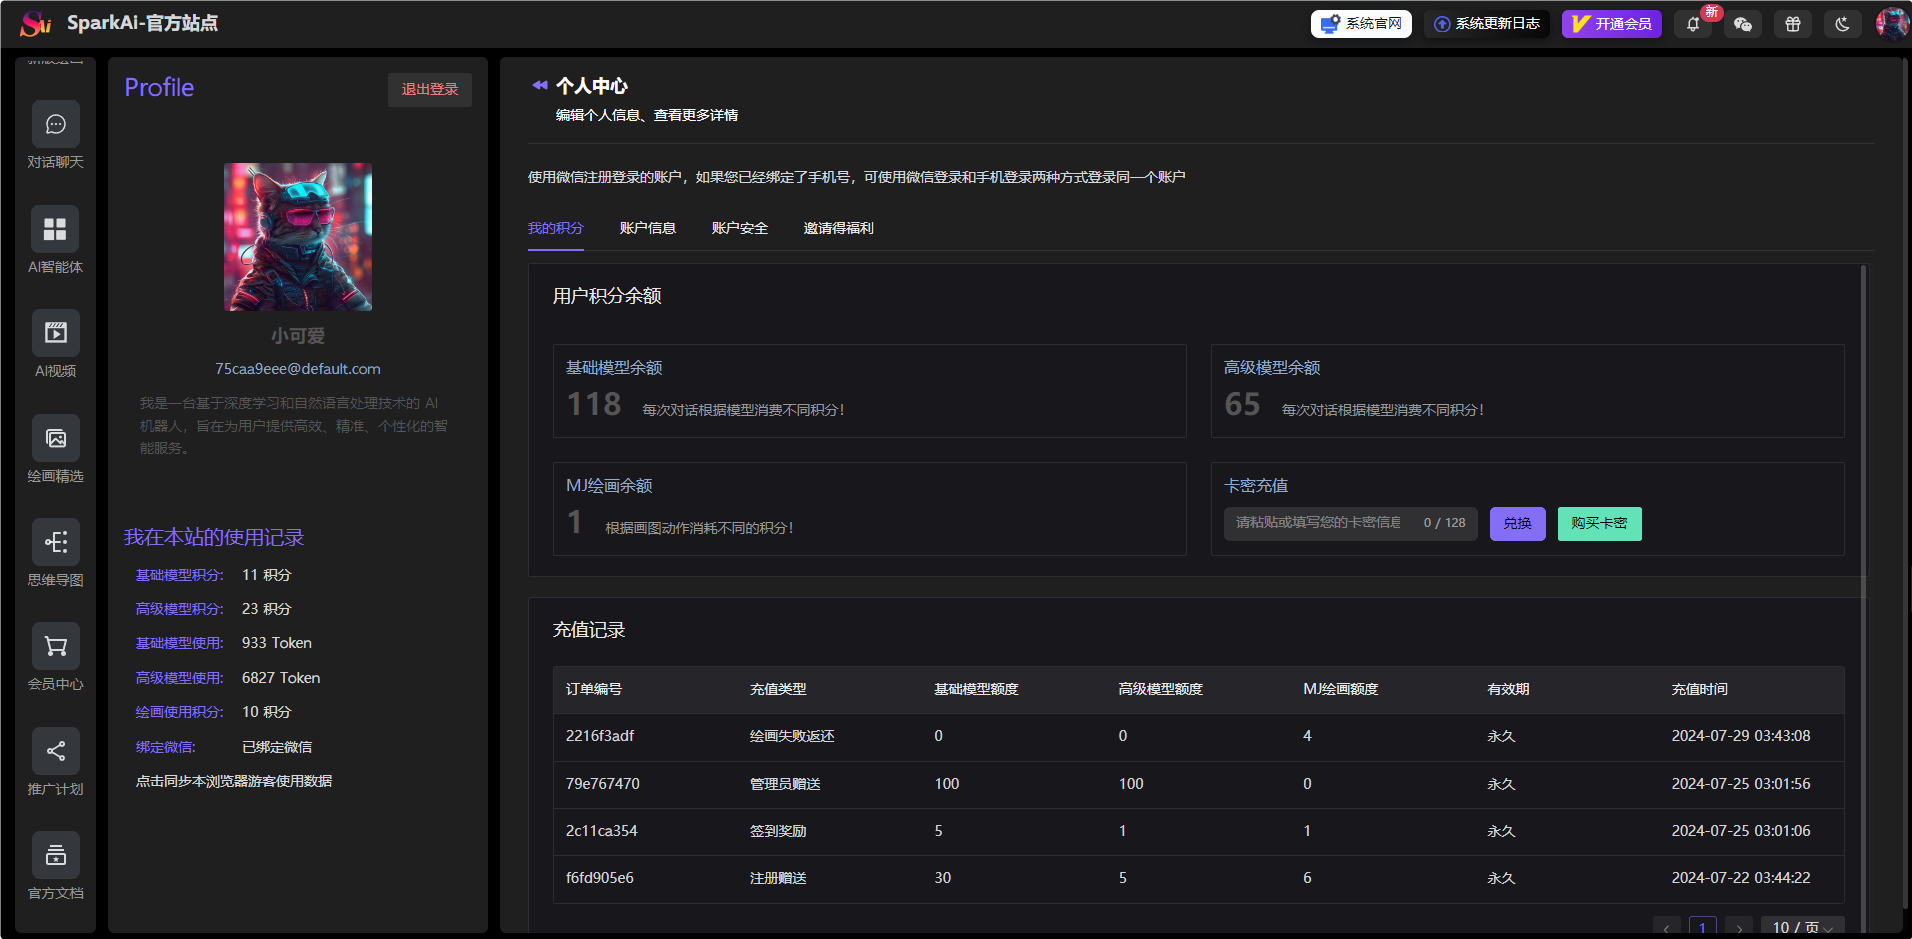 SparkAi-官方站点
系统官网
系统更新日志
开通会员
新
对话聊天
AI智能体
AI视频
绘画精选
思维导图
会员中心
推广计划
官方文档
Profile
退出登录
小可爱
75caa9eee@default.com
我是一台基于深度学习和自然语言处理技术的 AI
机器人，旨在为用户提供高效、精准、个性化的智
能服务。
我在本站的使用记录
基础模型积分: 11 积分
高级模型积分: 23 积分
基础模型使用: 933 Token
高级模型使用: 6827 Token
绘画使用积分: 10 积分
绑定微信: 已绑定微信
点击同步本浏览器游客使用数据
个人中心
编辑个人信息、查看更多详情
使用微信注册登录的账户，如果您已经绑定了手机号，可使用微信登录和手机登录两种方式登录同一个账户
我的积分 账户信息 账户安全 邀请得福利
用户积分余额
基础模型余额
118 每次对话根据模型消费不同积分！
高级模型余额
65 每次对话根据模型消费不同积分！
MJ绘画余额
1 根据画图动作消耗不同的积分！
卡密充值
请粘贴或填写您的卡密信息 0 / 128 兑换 购买卡密
充值记录
订单编号 充值类型 基础模型额度 高级模型额度 MJ绘画额度 有效期 充值时间
2216f3adf 绘画失败返还 0 0 4 永久 2024-07-29 03:43:08
79e767470 管理员赠送 100 100 0 永久 2024-07-25 03:01:56
2c11ca354 签到奖励 5 1 1 永久 2024-07-25 03:01:06
f6fd905e6 注册赠送 30 5 6 永久 2024-07-22 03:44:22
1 10 / 页